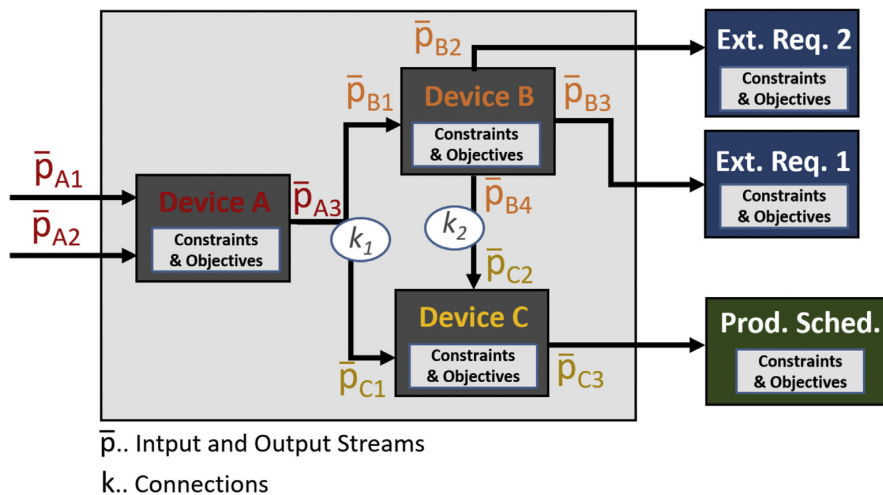 p̅B2
Ext. Req. 2
Constraints
& Objectives
p̅B1
Device B
Constraints
& Objectives
p̅B3
Ext. Req. 1
Constraints
& Objectives
p̅A1
p̅A2
Device A
Constraints
& Objectives
p̅A3
k1
p̅B4
k2
p̅C2
Device C
Constraints
& Objectives
p̅C1
p̅C3
Prod. Sched.
Constraints
& Objectives
p̅.. Intput and Output Streams
k.. Connections